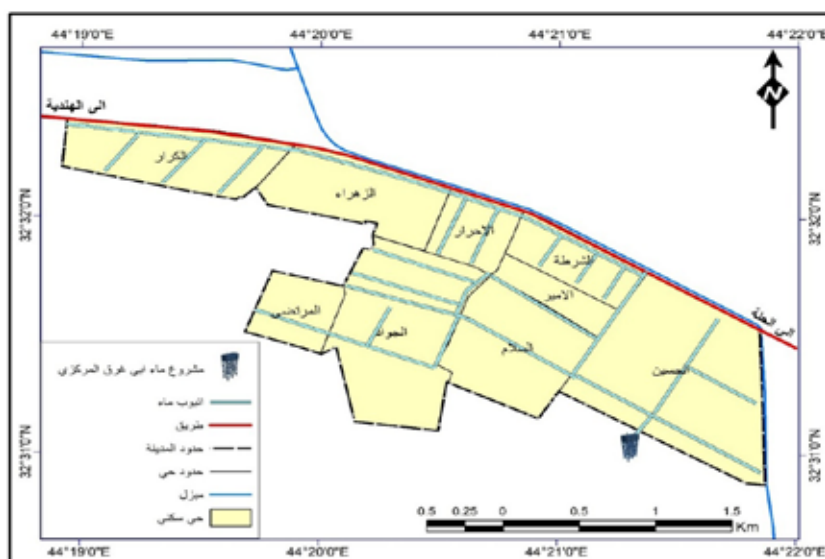 44°19'0"E 44°20'0"E 44°21'0"E 44°22'0"E
N
الى الهندية
الكرار
الزهراء
32°32'0"N 32°32'0"N
الاحرار
الشرطة
الامير
الى الحلة
المرتضى
الجواد
السلام
الحسين
مشروع ماء ابي غرق المركزي
انبوب ماء
طريق
حدود المدينة
حدود حي
مبزل
حي سكني
32°31'0"N 32°31'0"N
0.5 0.25 0 0.5 1 1.5
Km
44°19'0"E 44°20'0"E 44°21'0"E 44°22'0"E